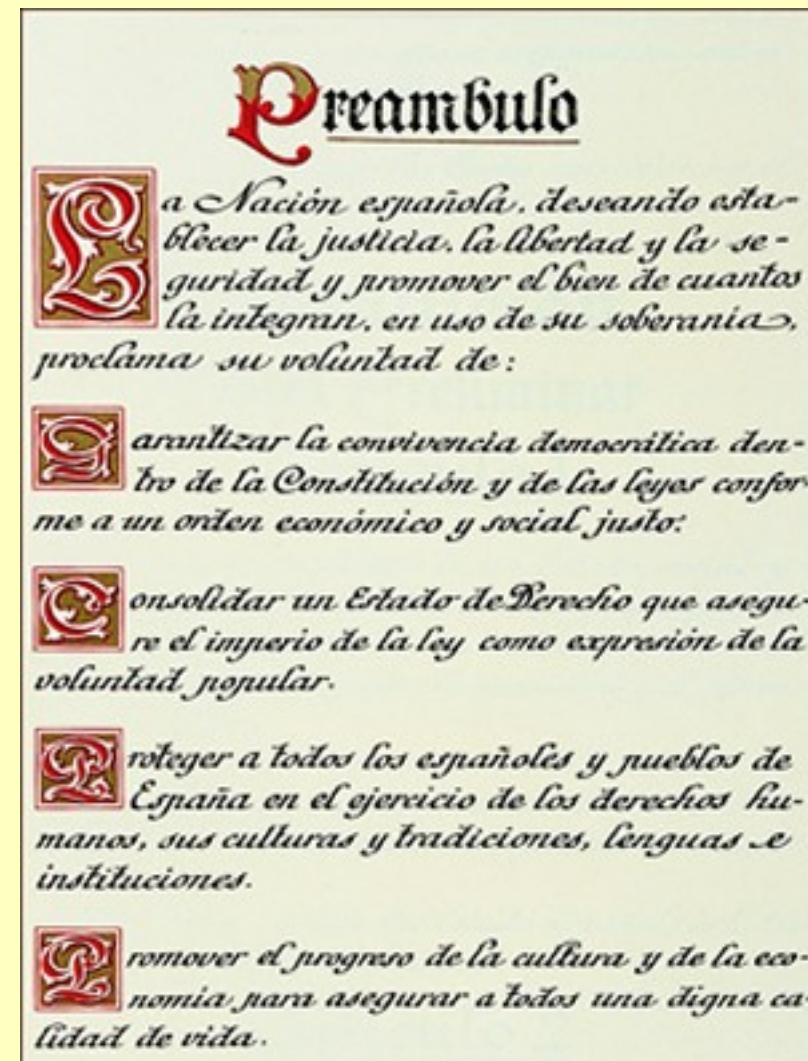 Preambulo
La Nación española, deseando esta-
blecer la justicia, la libertad y la se-
guridad y promover el bien de cuantos
la integran, en uso de su soberanía,
proclama su voluntad de:
Garantizar la convivencia democrática den-
tro de la Constitución y de las leyes confor-
me a un orden económico y social justo:
Consolidar un Estado de Derecho que asegu-
re el imperio de la ley como expresión de la
voluntad popular.
Proteger a todos los españoles y pueblos de
España en el ejercicio de los derechos hu-
manos, sus culturas y tradiciones, lenguas e
instituciones.
Promover el progreso de la cultura y de la eco-
nomía para asegurar a todos una digna ca-
lidad de vida.